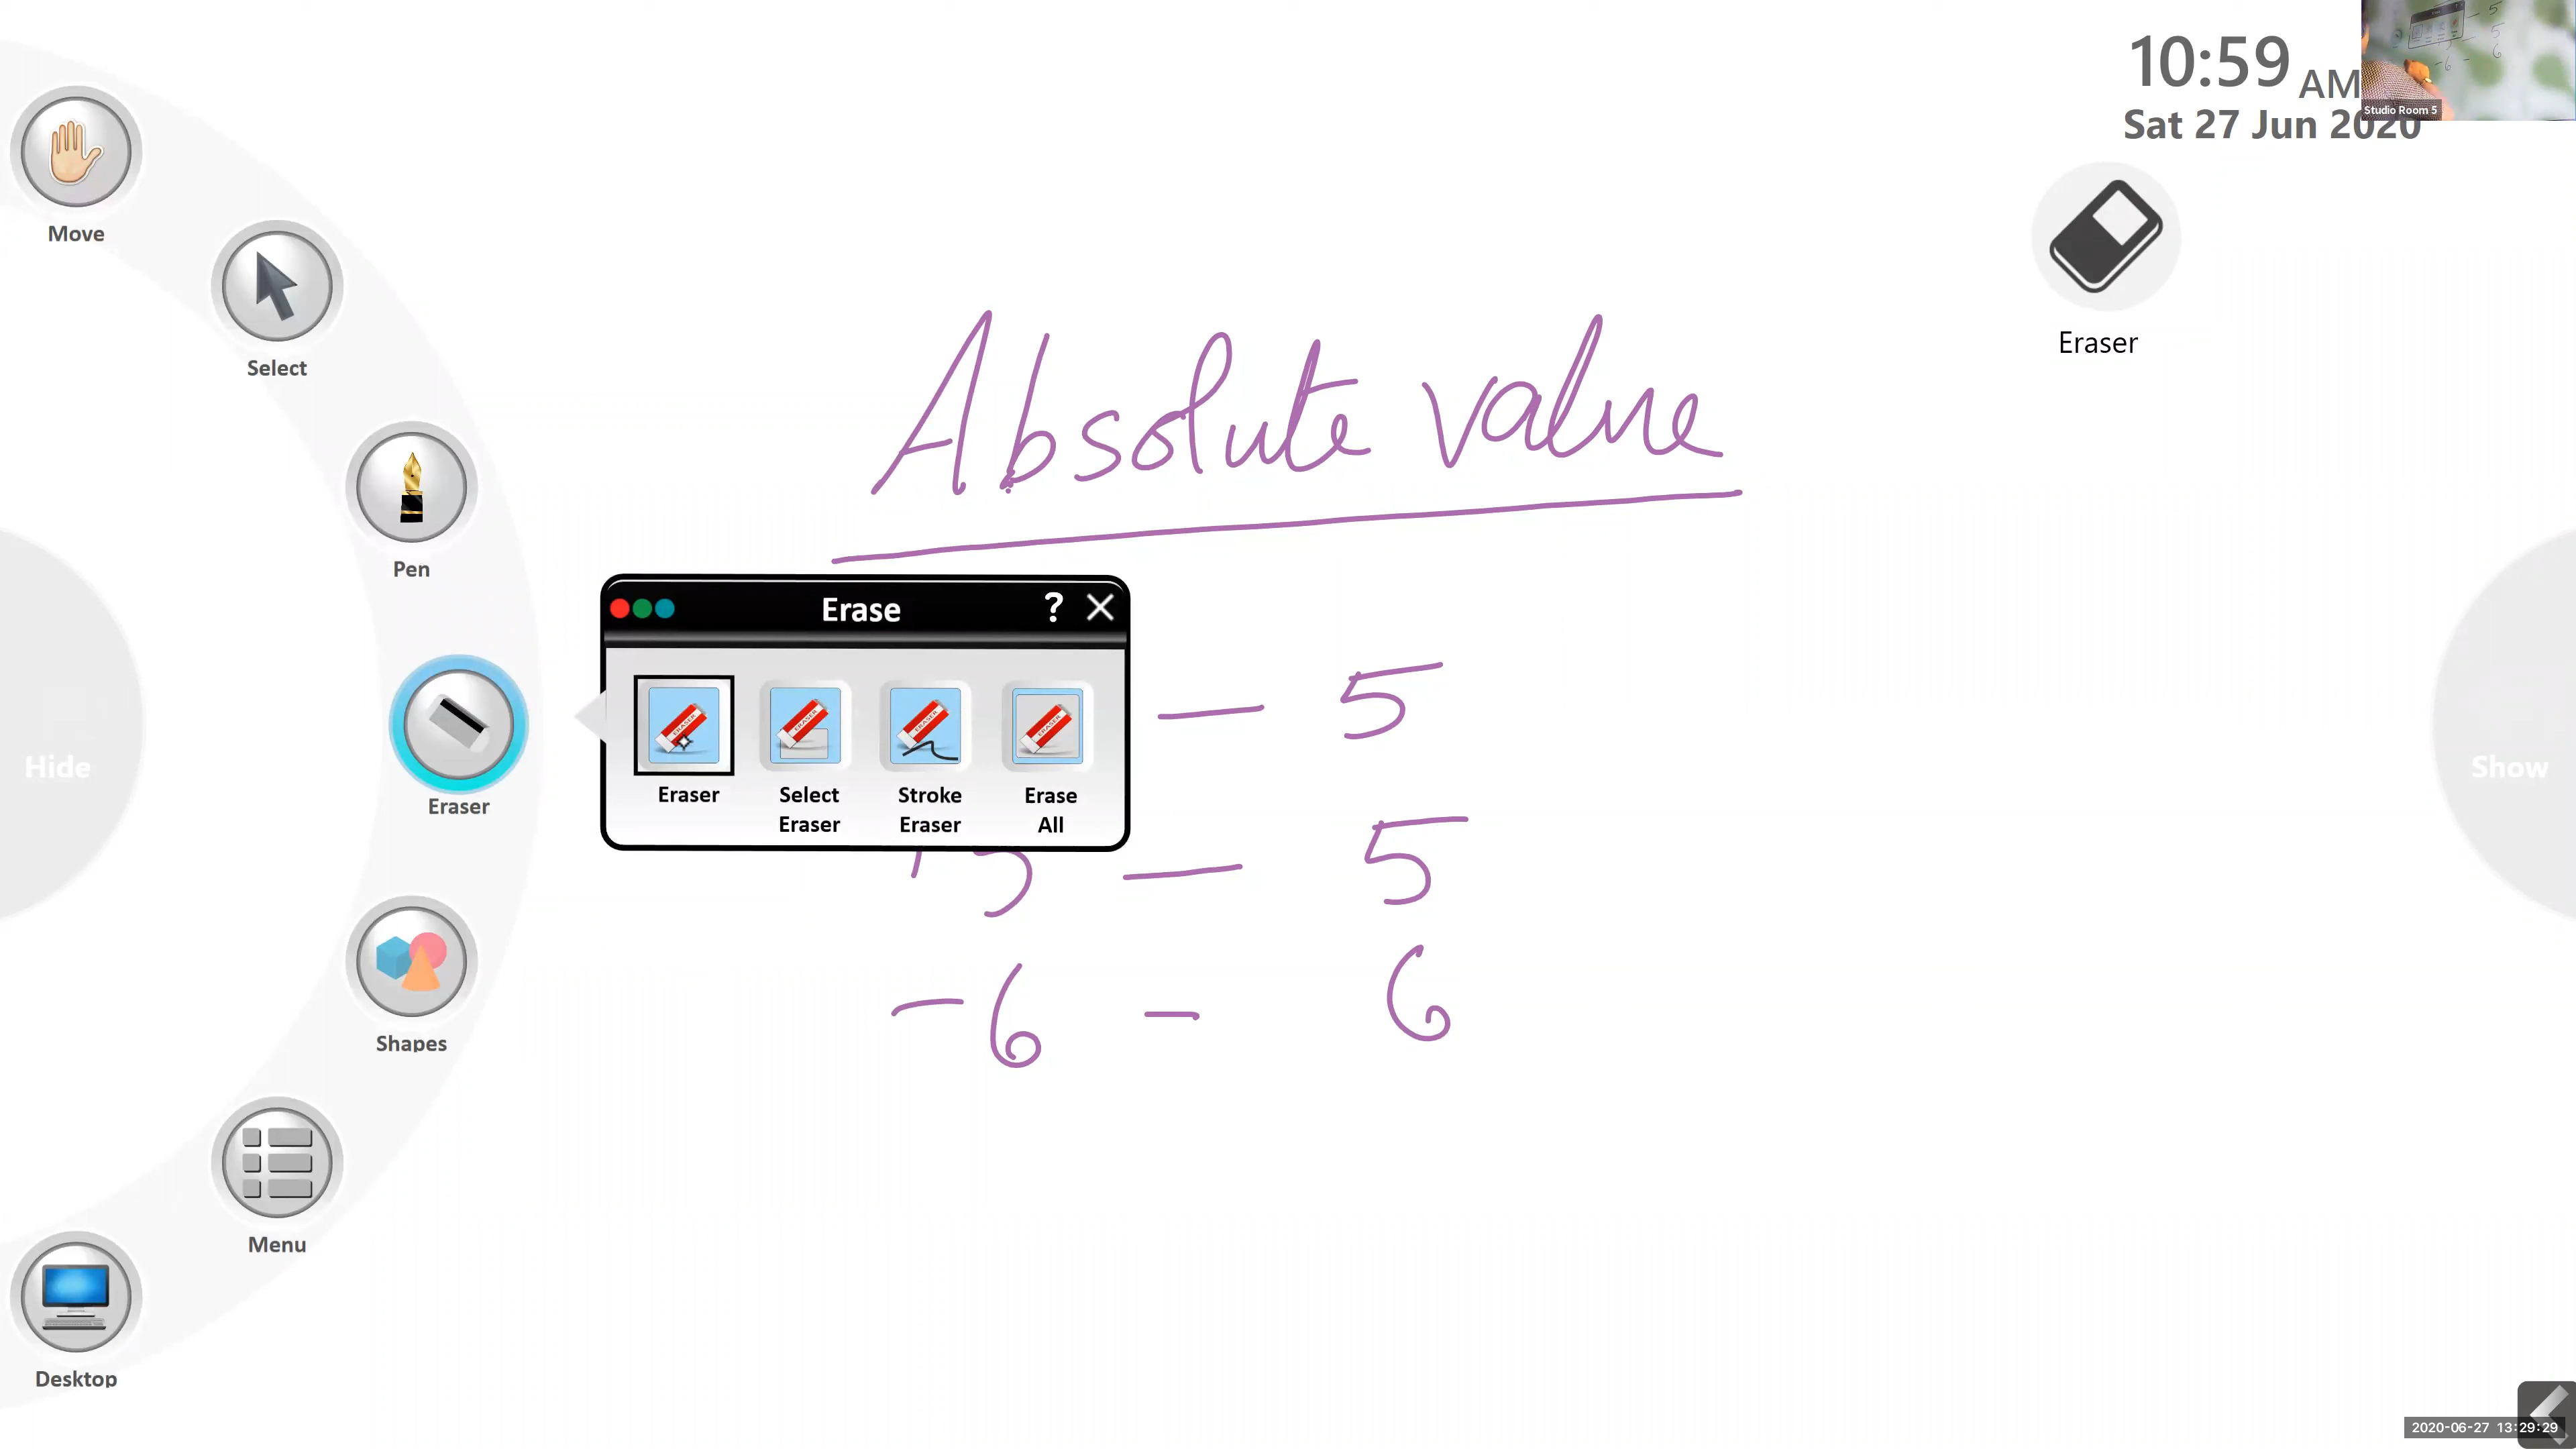 10:59 AM
Sat 27 Jun 2020
Studio Room 5
Move
Select
Pen
Eraser
Shapes
Menu
Desktop
Hide
Show
Eraser
Absolute value
Erase ? X
Eraser Select Eraser Stroke Eraser Erase All
— 5
— 5
-6 - 6
2020-06-27 13:29:29